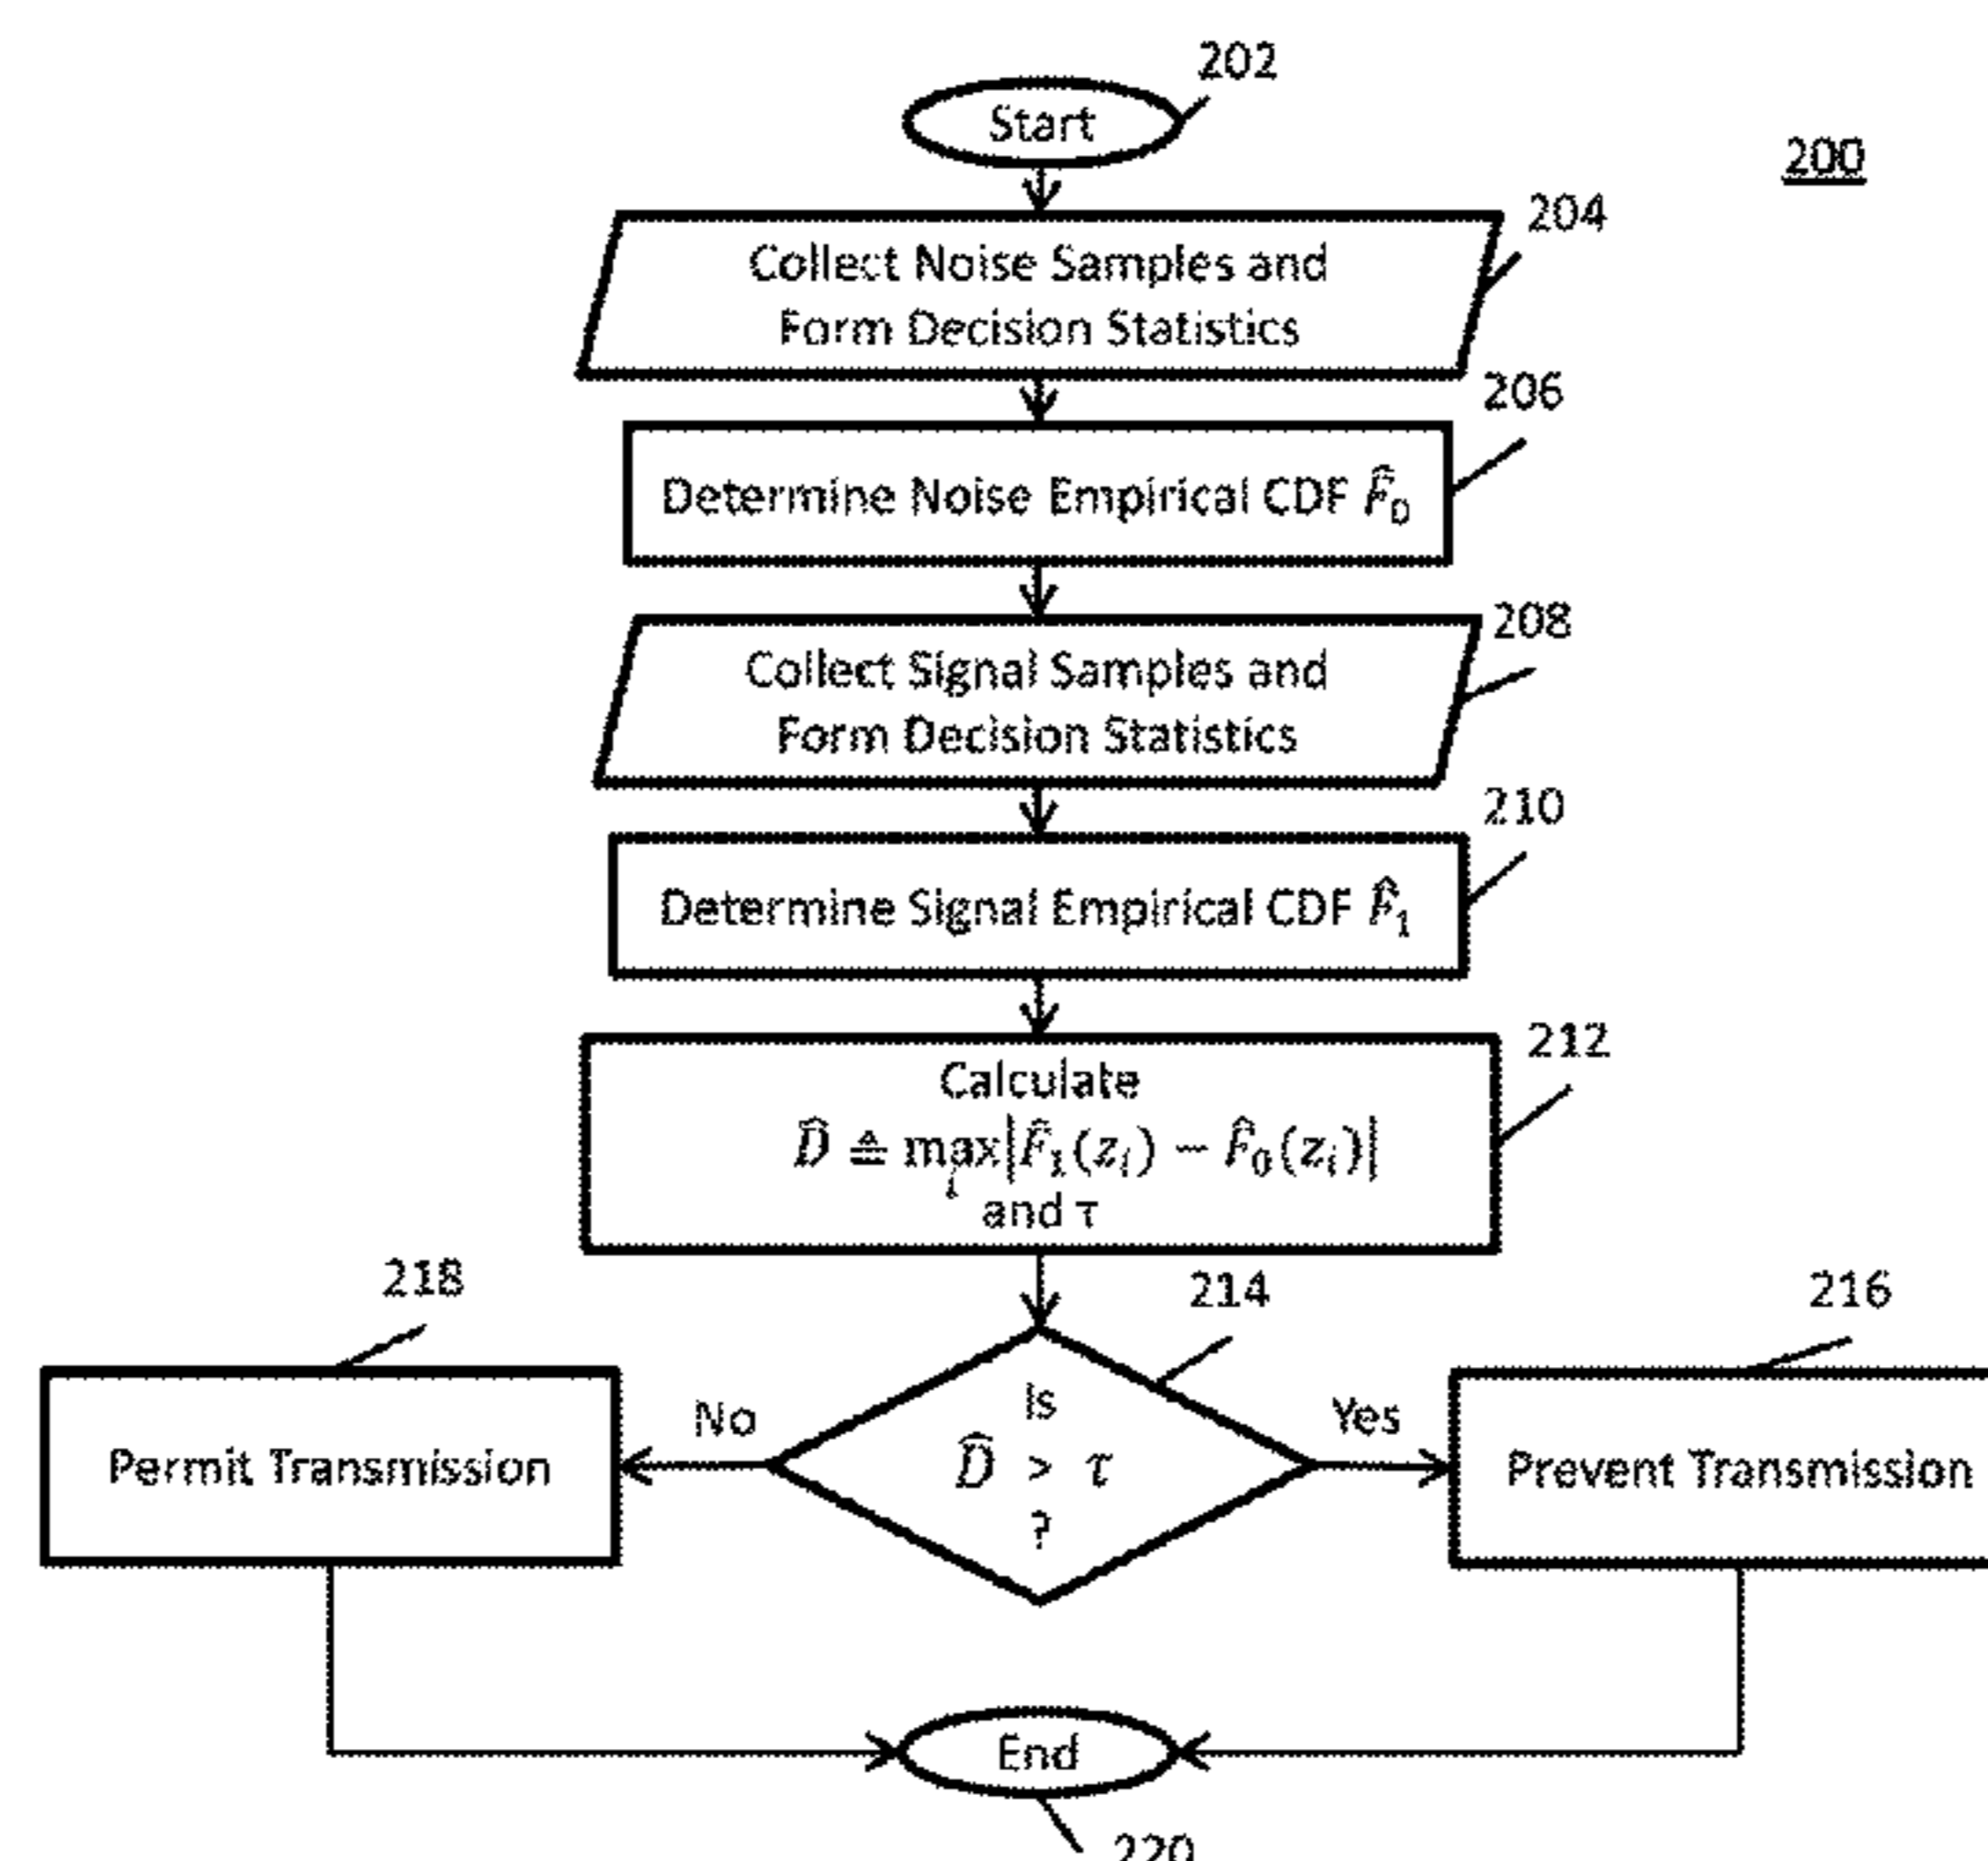 202
Start
200
204
Collect Noise Samples and
Form Decision Statistics
206
Determine Noise Empirical CDF F̂₀
208
Collect Signal Samples and
Form Decision Statistics
210
Determine Signal Empirical CDF F̂₁
212
Calculate
D̂ ≜ max|F̂₁(zᵢ) − F̂₀(zᵢ)|
i
and τ
218
214
216
Is
No
Yes
Permit Transmission
D̂ > τ
Prevent Transmission
?
End
220